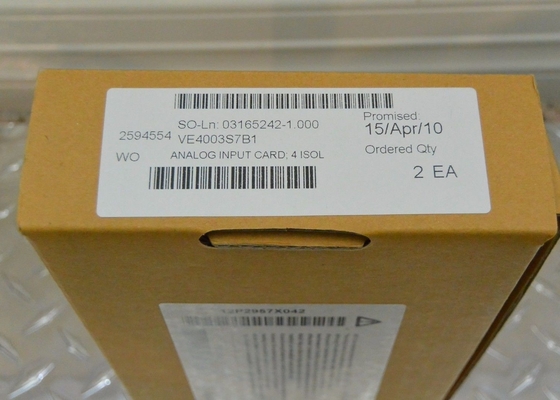 SO-Ln: 03165242-1.000
2594554 VE4003S7B1
WO ANALOG INPUT CARD; 4 ISOL
Promised:
15/Apr/10
Ordered Qty
2 EA
12P2987X042